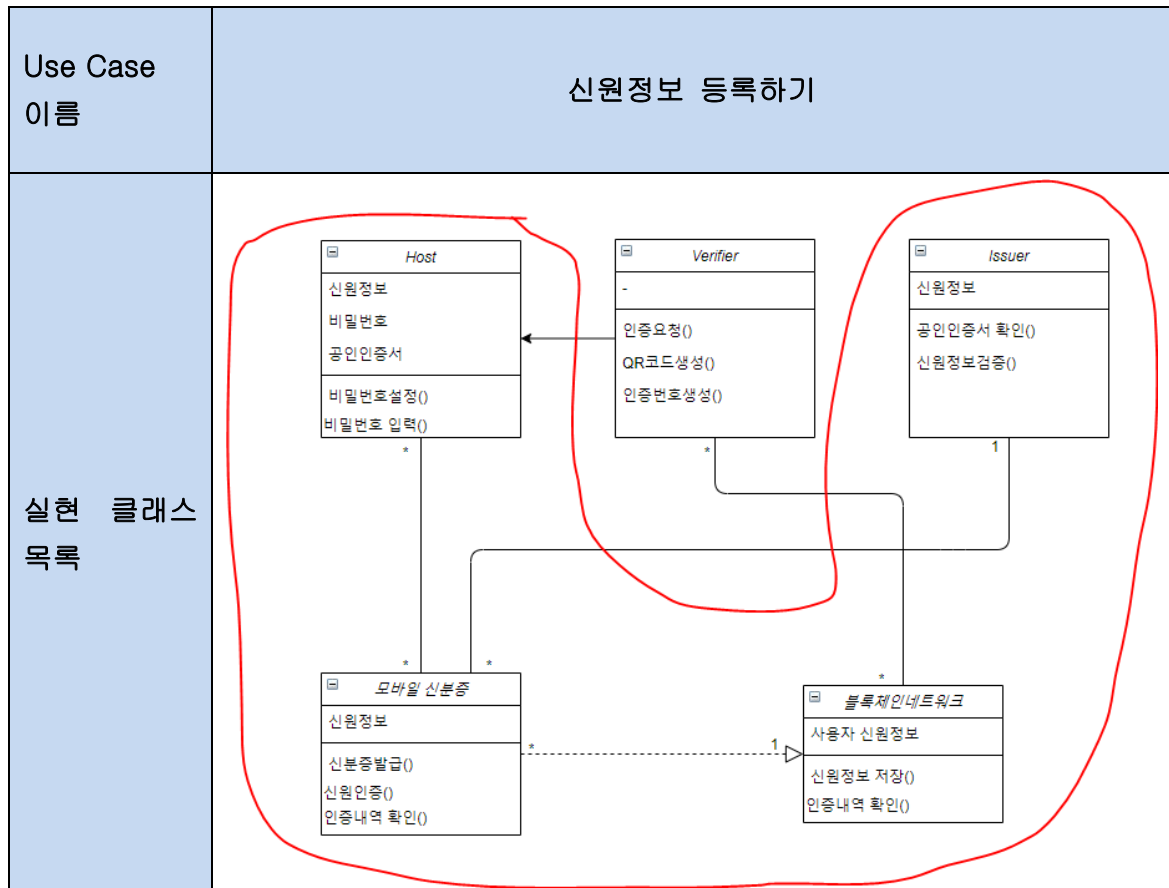 Use Case
이름
신원정보 등록하기
실현 클래스
목록
Host
신원정보
비밀번호
공인인증서
비밀번호설정()
비밀번호 입력()
*
Verifier
-
인증요청()
QR코드생성()
인증번호생성()
*
Issuer
신원정보
공인인증서 확인()
신원정보검증()
1
*
*
모바일 신분증
신원정보
신분증발급()
신원인증()
인증내역 확인()
*
1
*
블록체인네트워크
사용자 신원정보
신원정보 저장()
인증내역 확인()